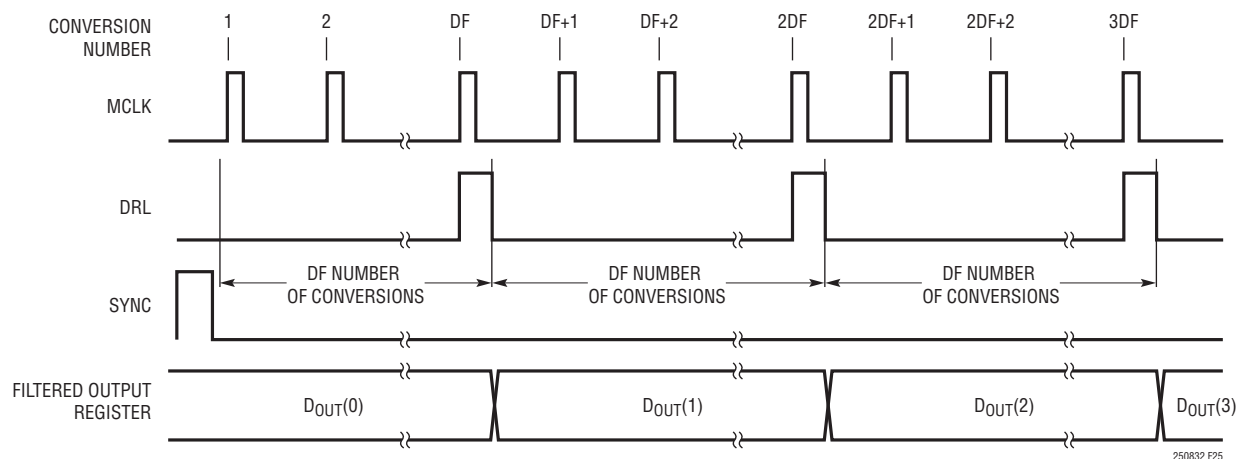 CONVERSION
NUMBER
1 2 DF DF+1 DF+2 2DF 2DF+1 2DF+2 3DF
MCLK
DRL
DF NUMBER
OF CONVERSIONS
DF NUMBER
OF CONVERSIONS
DF NUMBER
OF CONVERSIONS
SYNC
FILTERED OUTPUT
REGISTER
DOUT(0) DOUT(1) DOUT(2) DOUT(3)
250832 F25